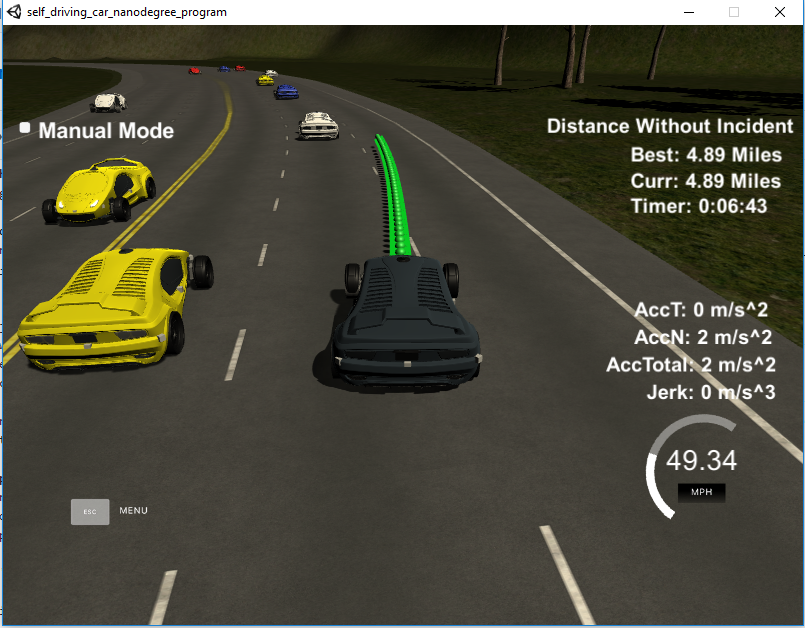 self_driving_car_nanodegree_program
Manual Mode
Distance Without Incident
Best: 4.89 Miles
Curr: 4.89 Miles
Timer: 0:06:43
AccT: 0 m/s^2
AccN: 2 m/s^2
AccTotal: 2 m/s^2
Jerk: 0 m/s^3
49.34
MPH
ESC MENU